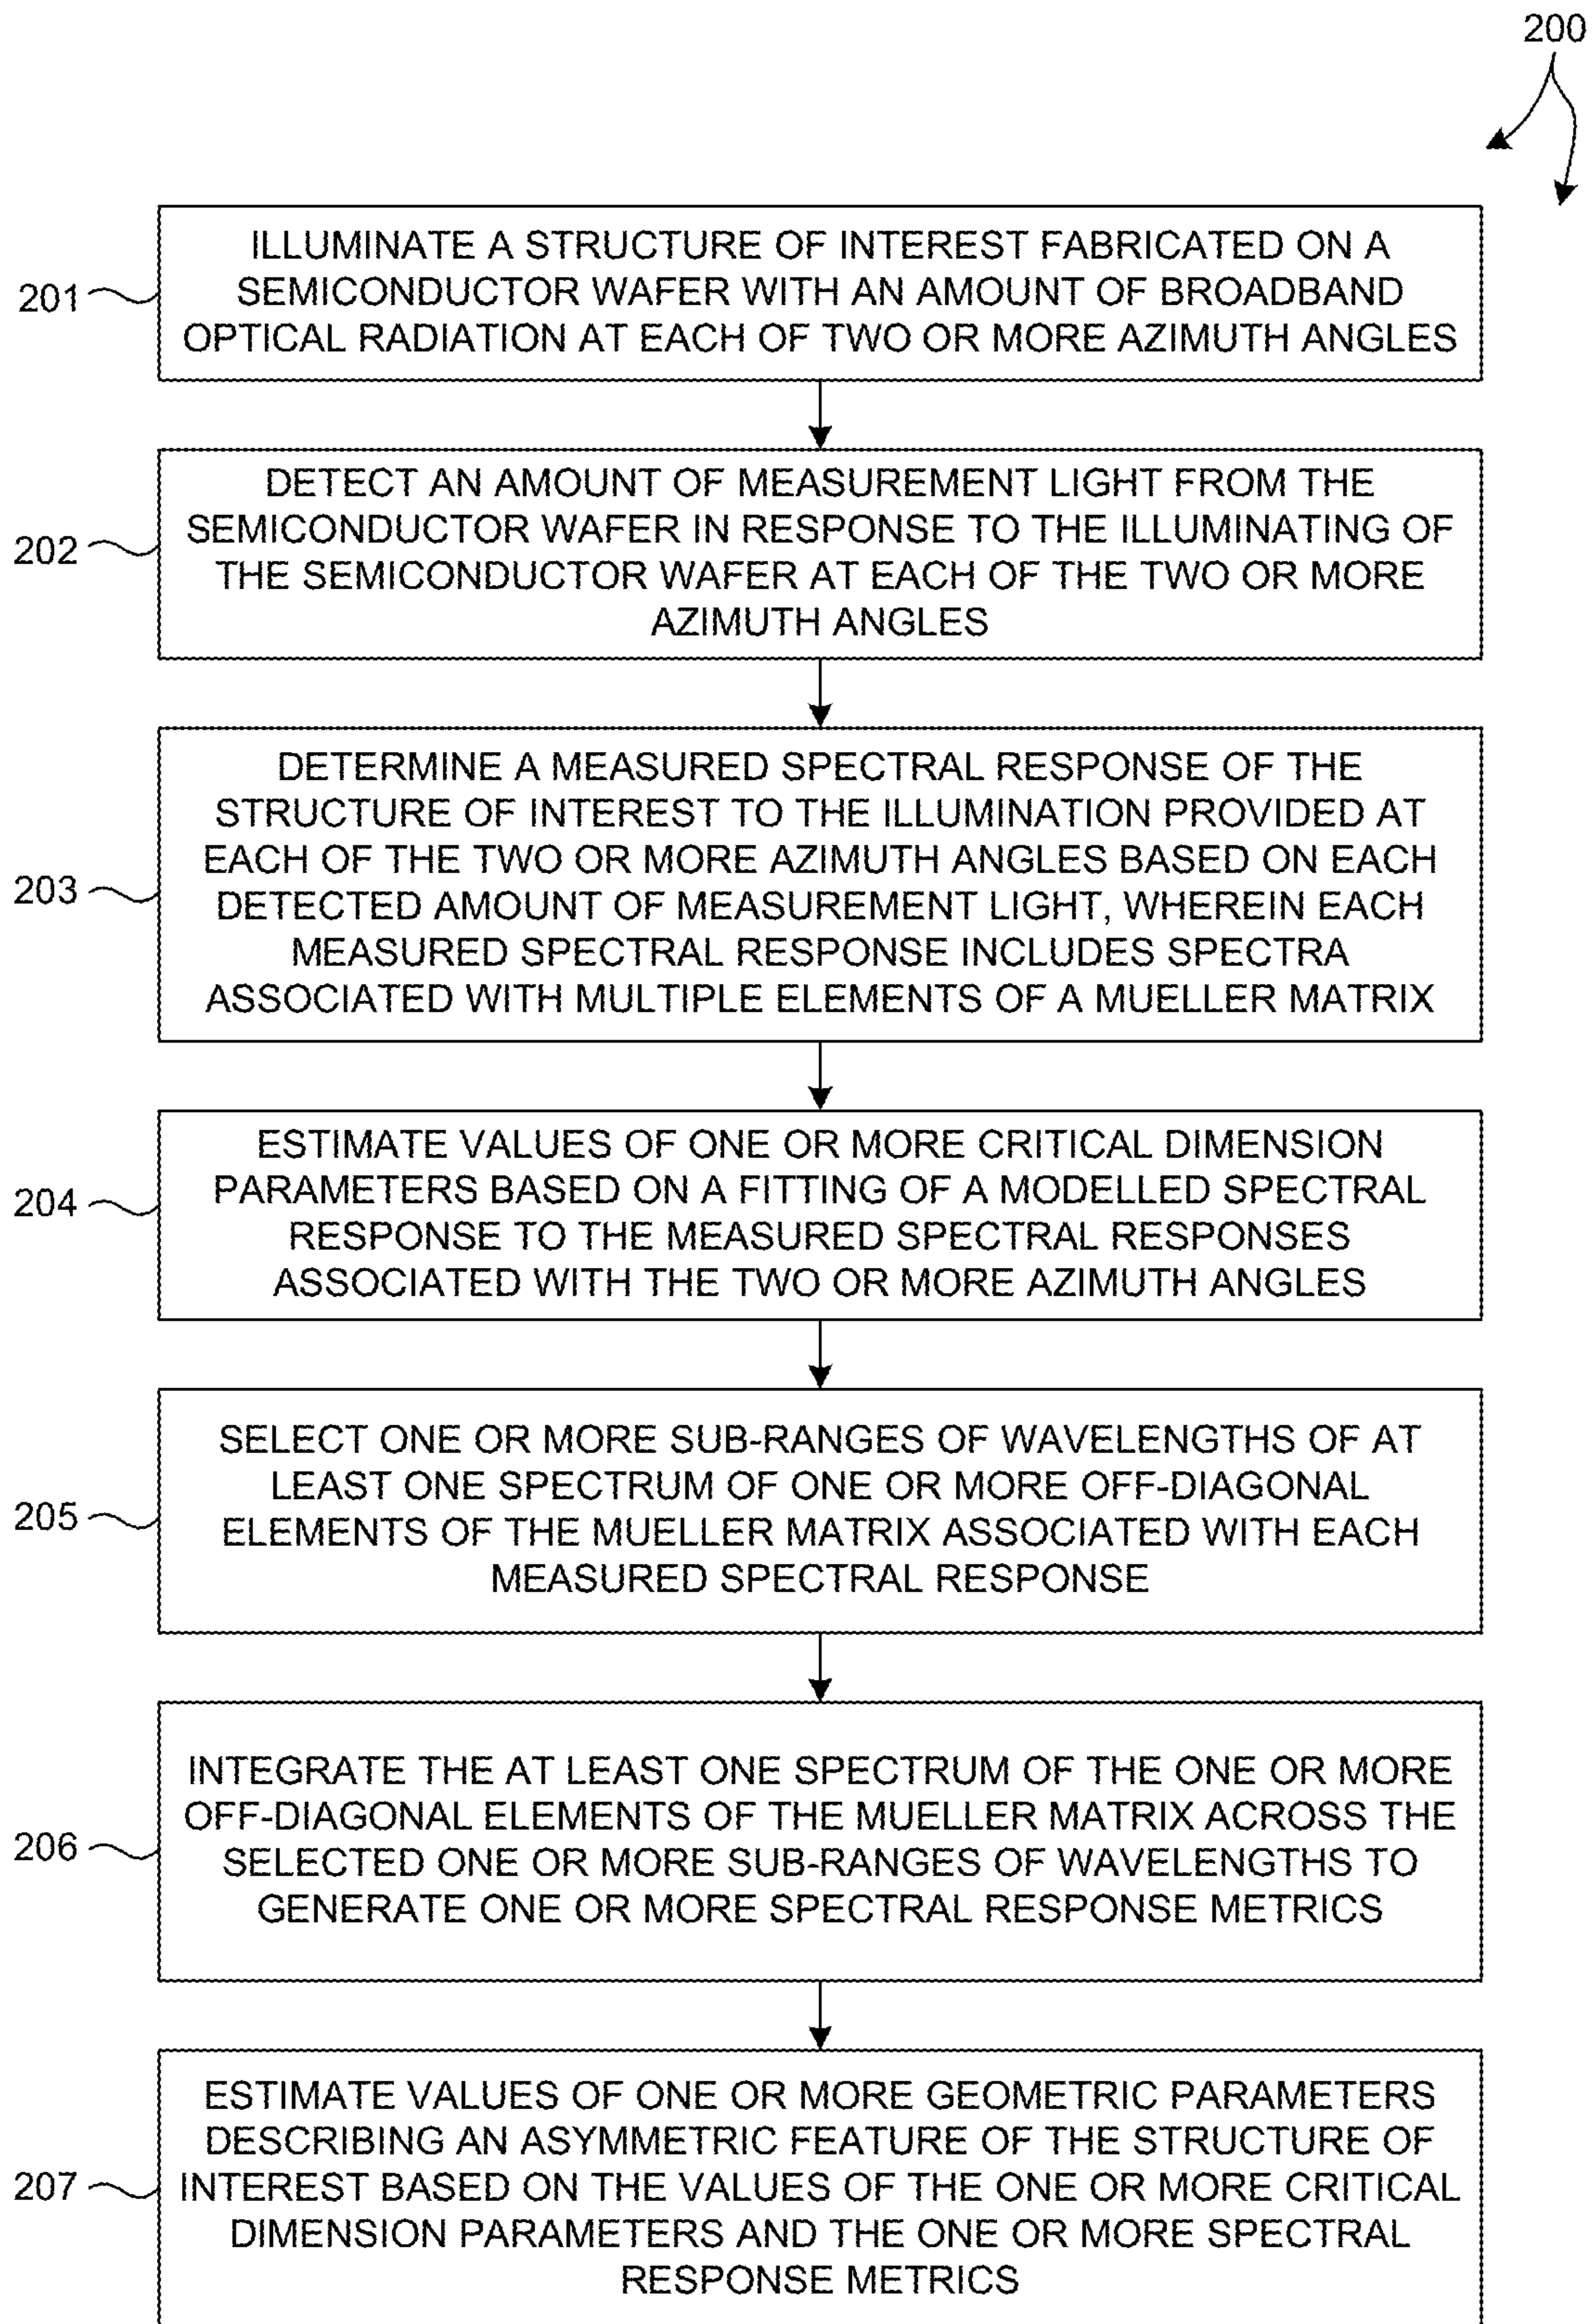 200
201
ILLUMINATE A STRUCTURE OF INTEREST FABRICATED ON A
SEMICONDUCTOR WAFER WITH AN AMOUNT OF BROADBAND
OPTICAL RADIATION AT EACH OF TWO OR MORE AZIMUTH ANGLES
202
DETECT AN AMOUNT OF MEASUREMENT LIGHT FROM THE
SEMICONDUCTOR WAFER IN RESPONSE TO THE ILLUMINATING OF
THE SEMICONDUCTOR WAFER AT EACH OF THE TWO OR MORE
AZIMUTH ANGLES
203
DETERMINE A MEASURED SPECTRAL RESPONSE OF THE
STRUCTURE OF INTEREST TO THE ILLUMINATION PROVIDED AT
EACH OF THE TWO OR MORE AZIMUTH ANGLES BASED ON EACH
DETECTED AMOUNT OF MEASUREMENT LIGHT, WHEREIN EACH
MEASURED SPECTRAL RESPONSE INCLUDES SPECTRA
ASSOCIATED WITH MULTIPLE ELEMENTS OF A MUELLER MATRIX
204
ESTIMATE VALUES OF ONE OR MORE CRITICAL DIMENSION
PARAMETERS BASED ON A FITTING OF A MODELLED SPECTRAL
RESPONSE TO THE MEASURED SPECTRAL RESPONSES
ASSOCIATED WITH THE TWO OR MORE AZIMUTH ANGLES
205
SELECT ONE OR MORE SUB-RANGES OF WAVELENGTHS OF AT
LEAST ONE SPECTRUM OF ONE OR MORE OFF-DIAGONAL
ELEMENTS OF THE MUELLER MATRIX ASSOCIATED WITH EACH
MEASURED SPECTRAL RESPONSE
206
INTEGRATE THE AT LEAST ONE SPECTRUM OF THE ONE OR MORE
OFF-DIAGONAL ELEMENTS OF THE MUELLER MATRIX ACROSS THE
SELECTED ONE OR MORE SUB-RANGES OF WAVELENGTHS TO
GENERATE ONE OR MORE SPECTRAL RESPONSE METRICS
207
ESTIMATE VALUES OF ONE OR MORE GEOMETRIC PARAMETERS
DESCRIBING AN ASYMMETRIC FEATURE OF THE STRUCTURE OF
INTEREST BASED ON THE VALUES OF THE ONE OR MORE CRITICAL
DIMENSION PARAMETERS AND THE ONE OR MORE SPECTRAL
RESPONSE METRICS